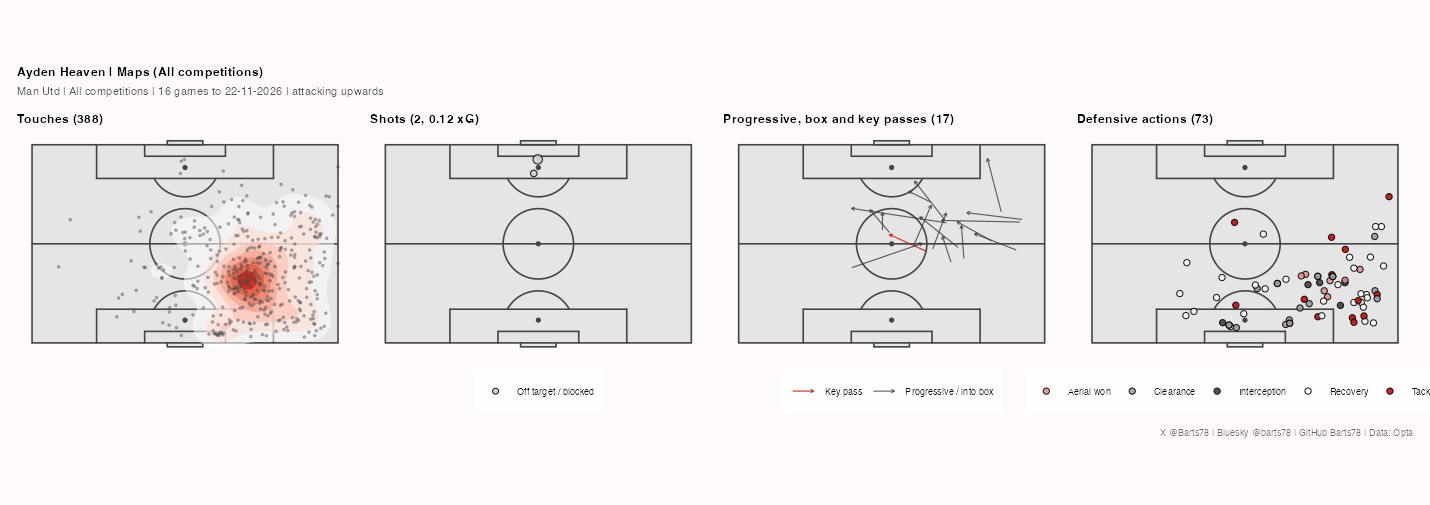 Ayden Heaven | Maps (All competitions)
Man Utd | All competitions | 16 games to 22-11-2026 | attacking upwards
Touches (388)
Shots (2, 0.12 xG)
Progressive, box and key passes (17)
Defensive actions (73)
Off target / blocked
Key pass
Progressive / into box
Aerial won
Clearance
Interception
Recovery
Tack
X @Barts78 | Bluesky @barts78 | GitHub Barts78 | Data: Opta